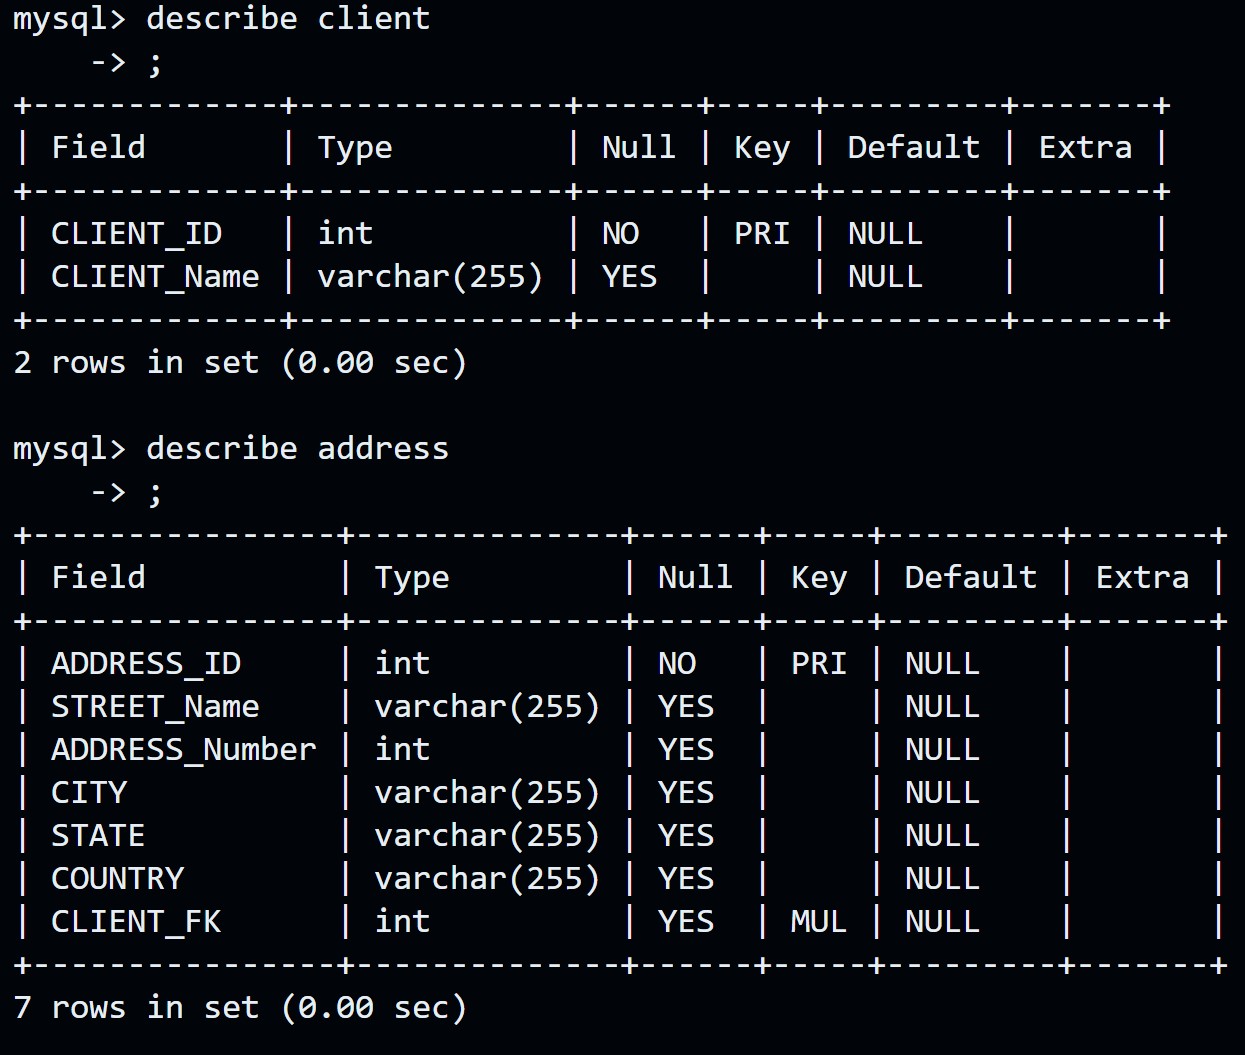 mysql> describe client
    -> ;
+-------------+--------------+------+-----+---------+-------+
| Field       | Type         | Null | Key | Default | Extra |
+-------------+--------------+------+-----+---------+-------+
| CLIENT_ID   | int          | NO   | PRI | NULL    |       |
| CLIENT_Name | varchar(255) | YES  |     | NULL    |       |
+-------------+--------------+------+-----+---------+-------+
2 rows in set (0.00 sec)

mysql> describe address
    -> ;
+----------------+--------------+------+-----+---------+-------+
| Field          | Type         | Null | Key | Default | Extra |
+----------------+--------------+------+-----+---------+-------+
| ADDRESS_ID     | int          | NO   | PRI | NULL    |       |
| STREET_Name    | varchar(255) | YES  |     | NULL    |       |
| ADDRESS_Number | int          | YES  |     | NULL    |       |
| CITY           | varchar(255) | YES  |     | NULL    |       |
| STATE          | varchar(255) | YES  |     | NULL    |       |
| COUNTRY        | varchar(255) | YES  |     | NULL    |       |
| CLIENT_FK      | int          | YES  | MUL | NULL    |       |
+----------------+--------------+------+-----+---------+-------+
7 rows in set (0.00 sec)